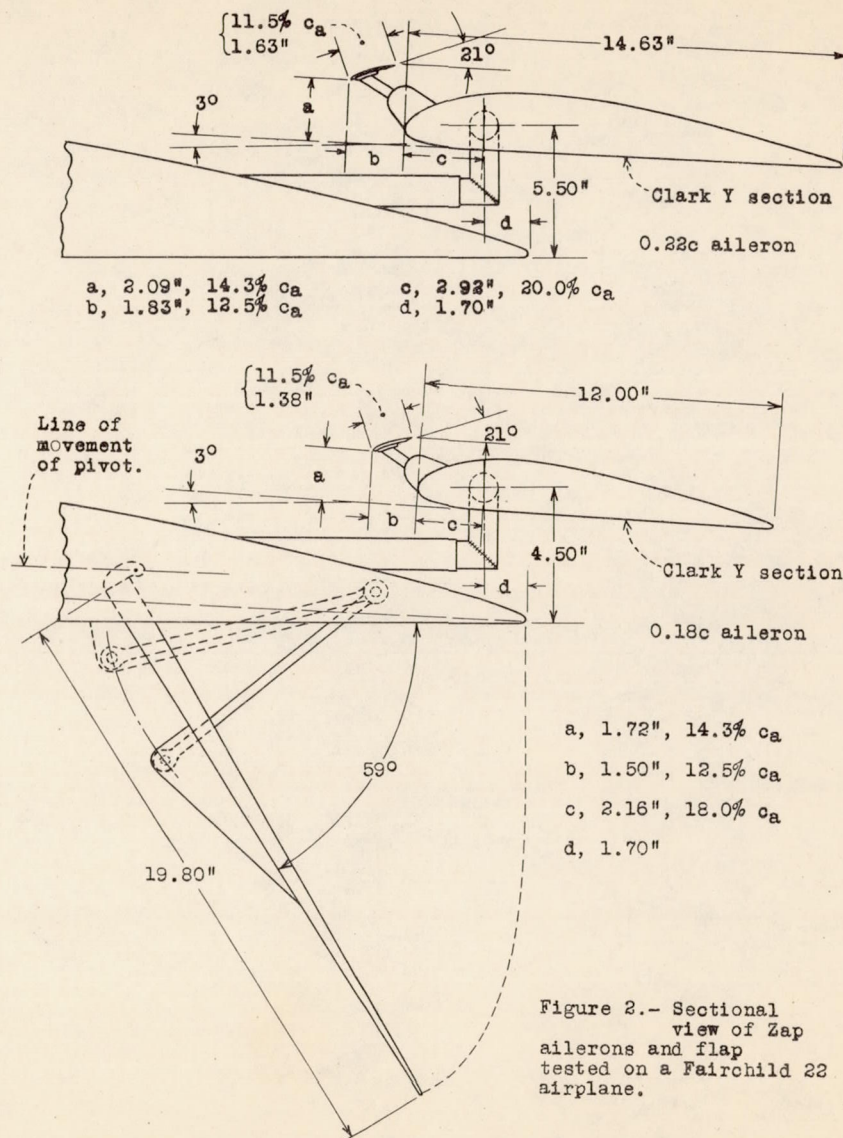 11.5% ca
1.63"
14.63"
21°
3°
a
b
c
5.50"
Clark Y section
d
0.22c aileron
a, 2.09", 14.3% ca
c, 2.92", 20.0% ca
b, 1.83", 12.5% ca
d, 1.70"
11.5% ca
1.38"
12.00"
Line of
movement
of pivot.
21°
3°
a
b
c
4.50"
Clark Y section
d
0.18c aileron
a, 1.72", 14.3% ca
b, 1.50", 12.5% ca
59°
c, 2.16", 18.0% ca
d, 1.70"
19.80"
Figure 2.- Sectional
view of Zap
ailerons and flap
tested on a Fairchild 22
airplane.